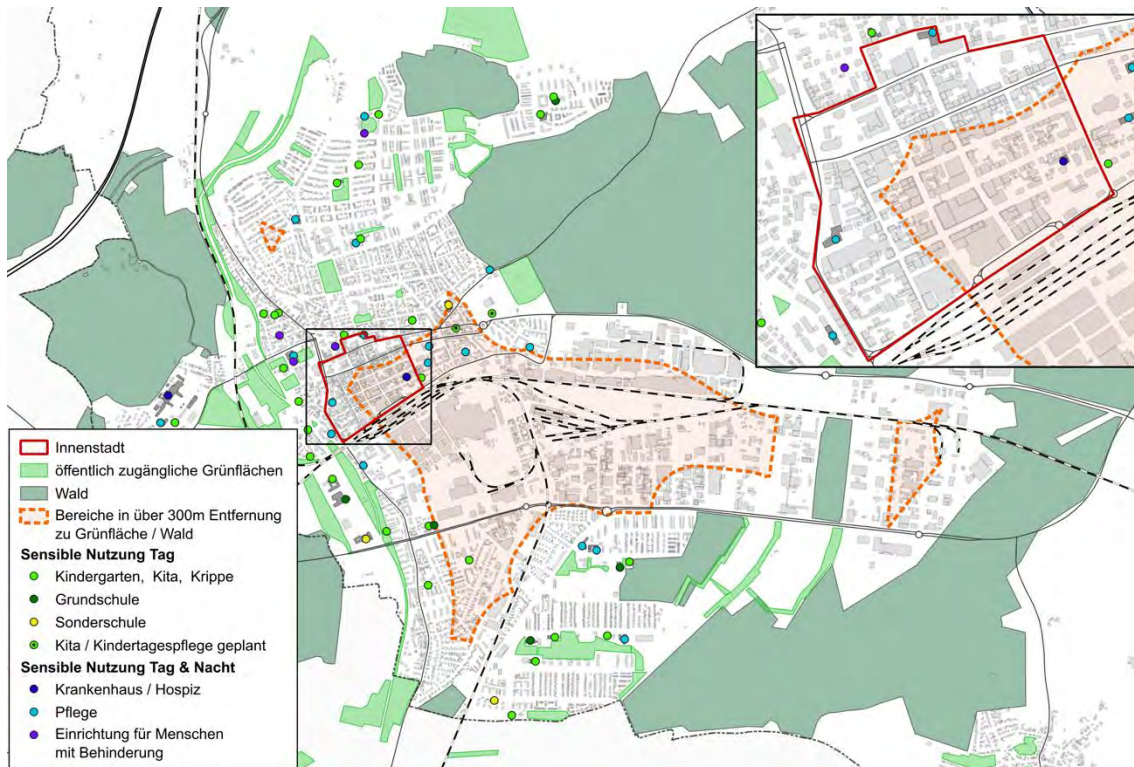 Innenstadt
öffentlich zugängliche Grünflächen
Wald
Bereiche in über 300m Entfernung
zu Grünfläche / Wald
Sensible Nutzung Tag
Kindergarten, Kita, Krippe
Grundschule
Sonderschule
Kita / Kindertagespflege geplant
Sensible Nutzung Tag & Nacht
Krankenhaus / Hospiz
Pflege
Einrichtung für Menschen
mit Behinderung